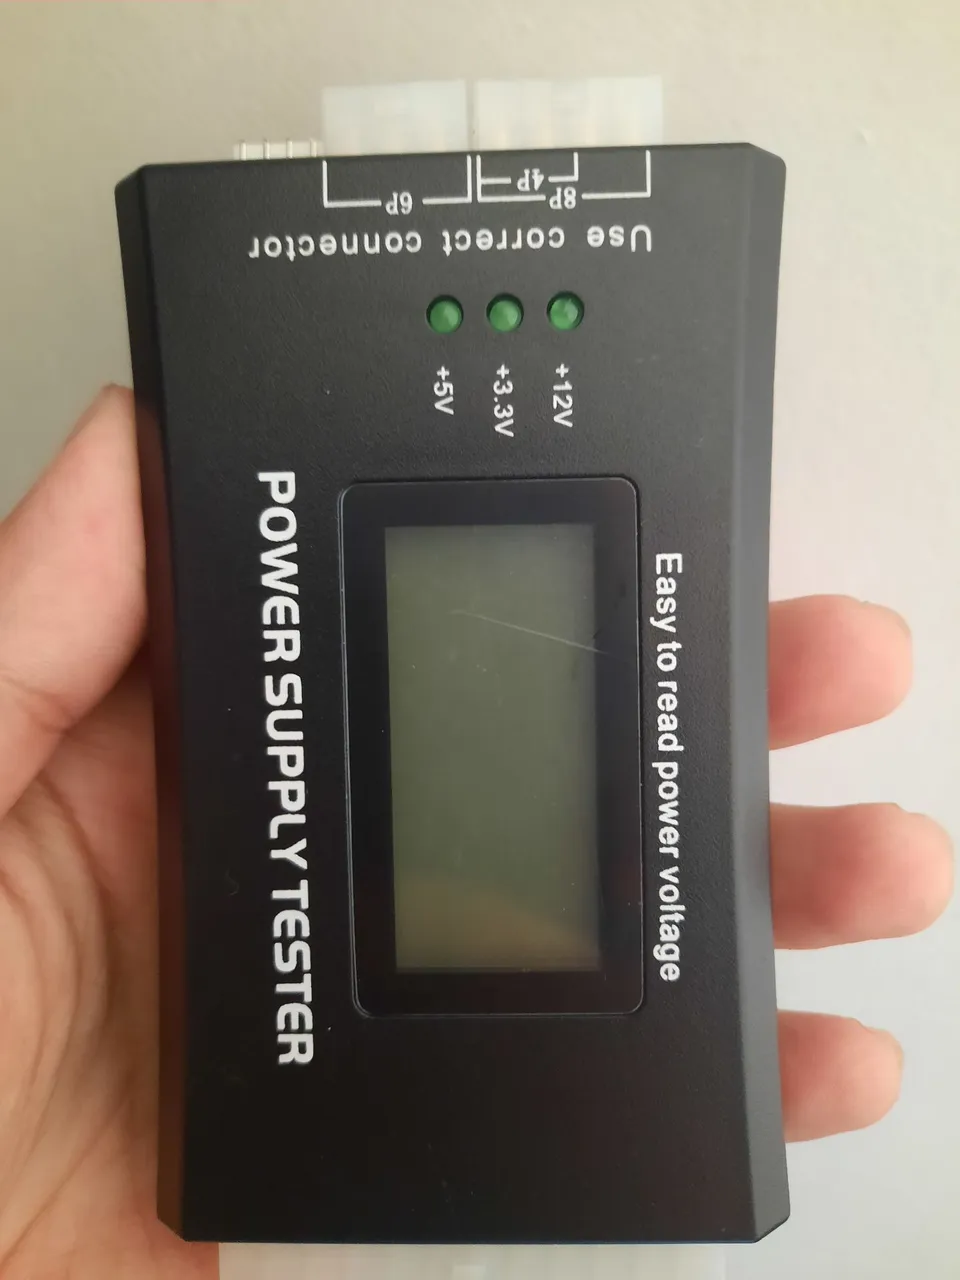 6P
4P
8P
Use correct connector
+5V
+3.3V
+12V
Easy to read power voltage
POWER SUPPLY TESTER